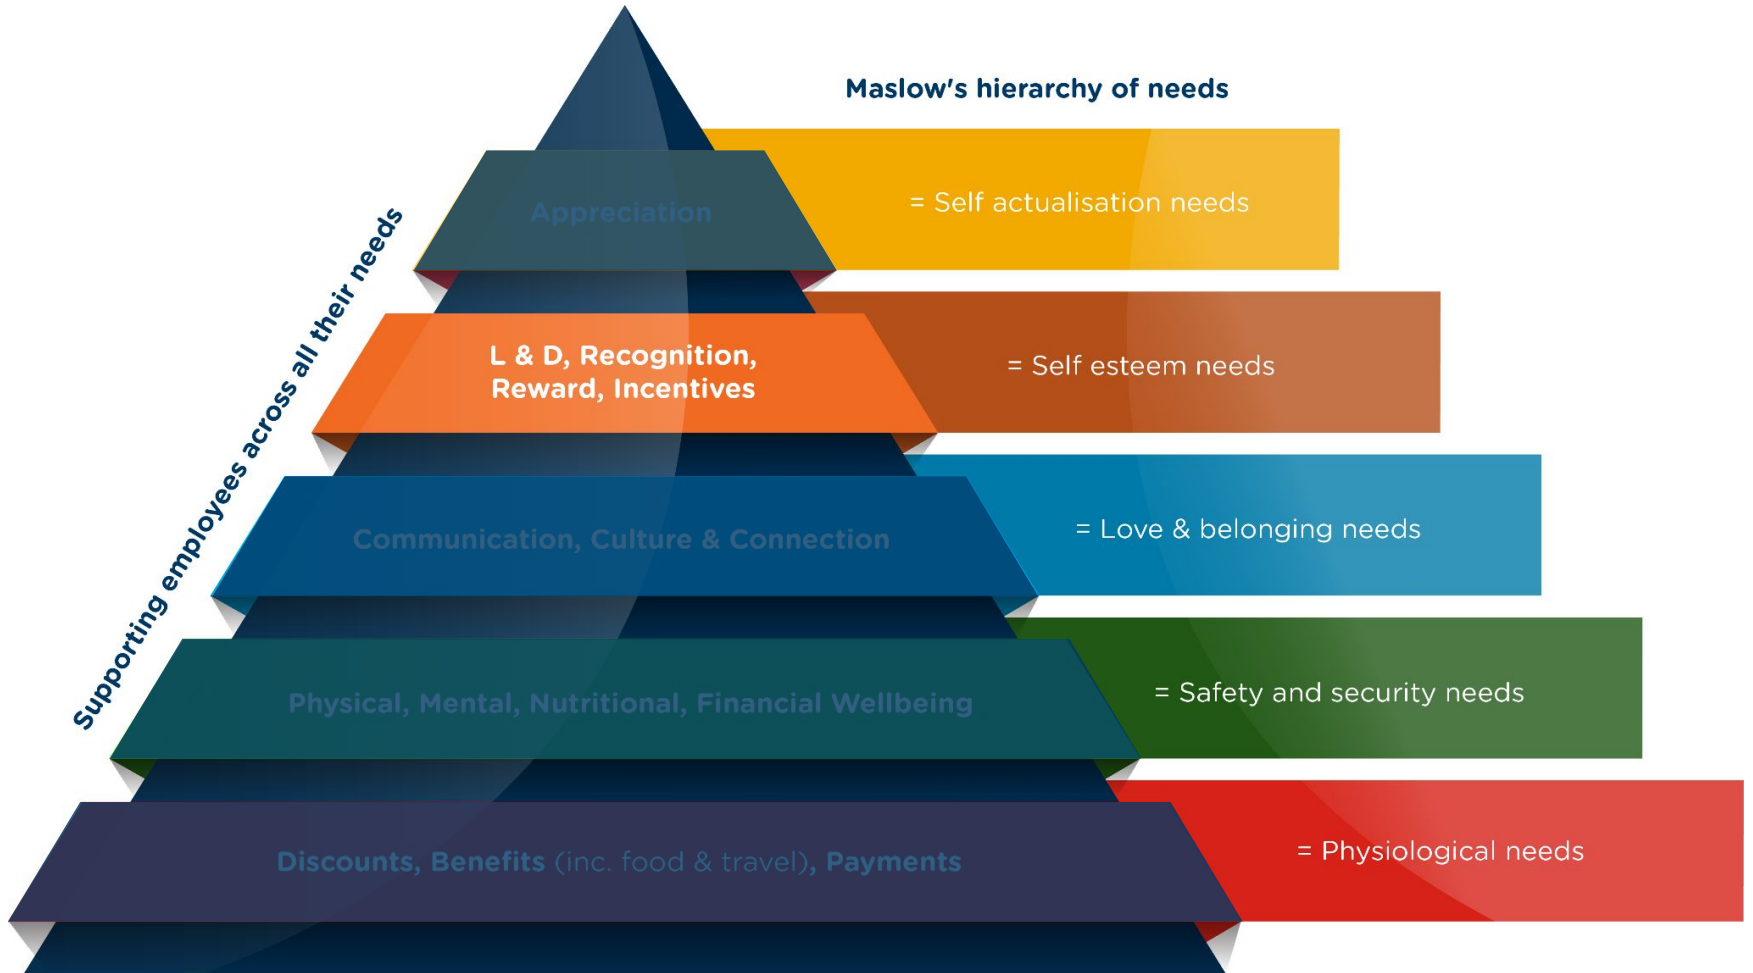 Maslow's hierarchy of needs
Supporting employees across all their needs
Appreciation
= Self actualisation needs
L & D, Recognition,
Reward, Incentives
= Self esteem needs
Communication, Culture & Connection
= Love & belonging needs
Physical, Mental, Nutritional, Financial Wellbeing
= Safety and security needs
Discounts, Benefits (inc. food & travel), Payments
= Physiological needs